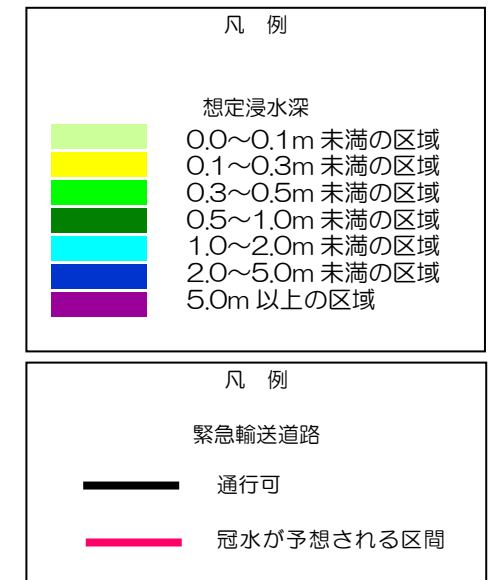 凡 例
想定浸水深
0.0～0.1m 未満の区域
0.1～0.3m 未満の区域
0.3～0.5m 未満の区域
0.5～1.0m 未満の区域
1.0～2.0m 未満の区域
2.0～5.0m 未満の区域
5.0m 以上の区域
凡 例
緊急輸送道路
通行可
冠水が予想される区間